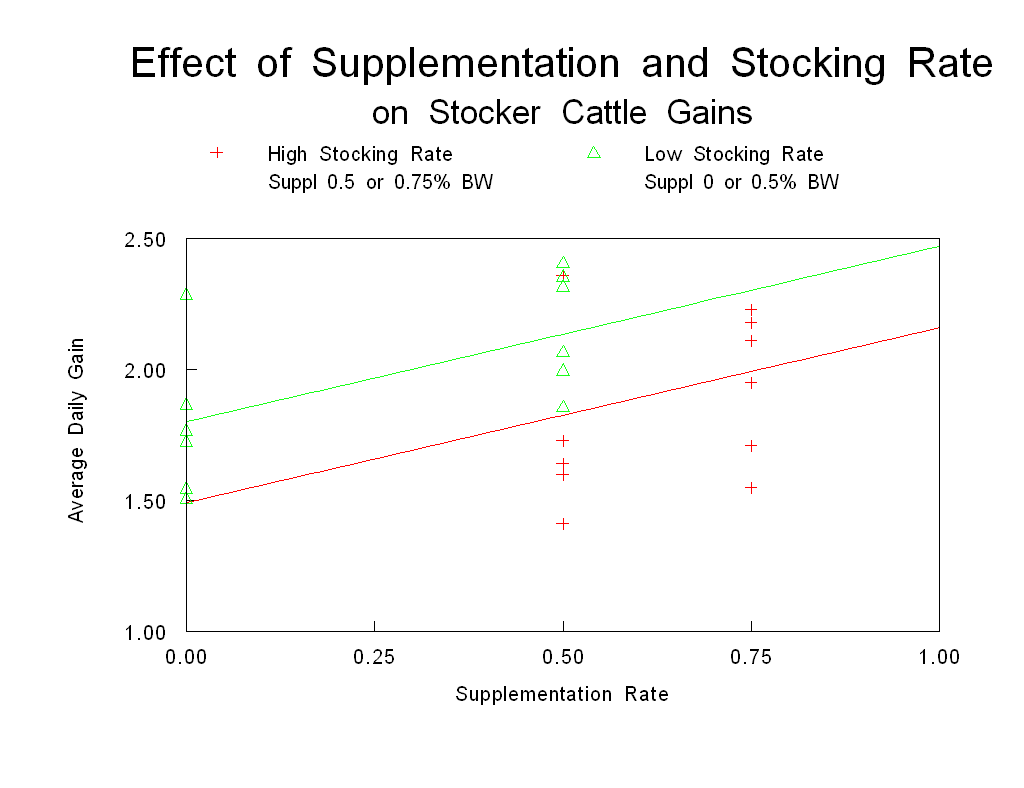 Effect of Supplementation and Stocking Rate
on Stocker Cattle Gains
High Stocking Rate
Suppl 0.5 or 0.75% BW
Low Stocking Rate
Suppl 0 or 0.5% BW
2.50
2.00
1.50
1.00
Average Daily Gain
0.00 0.25 0.50 0.75 1.00
Supplementation Rate